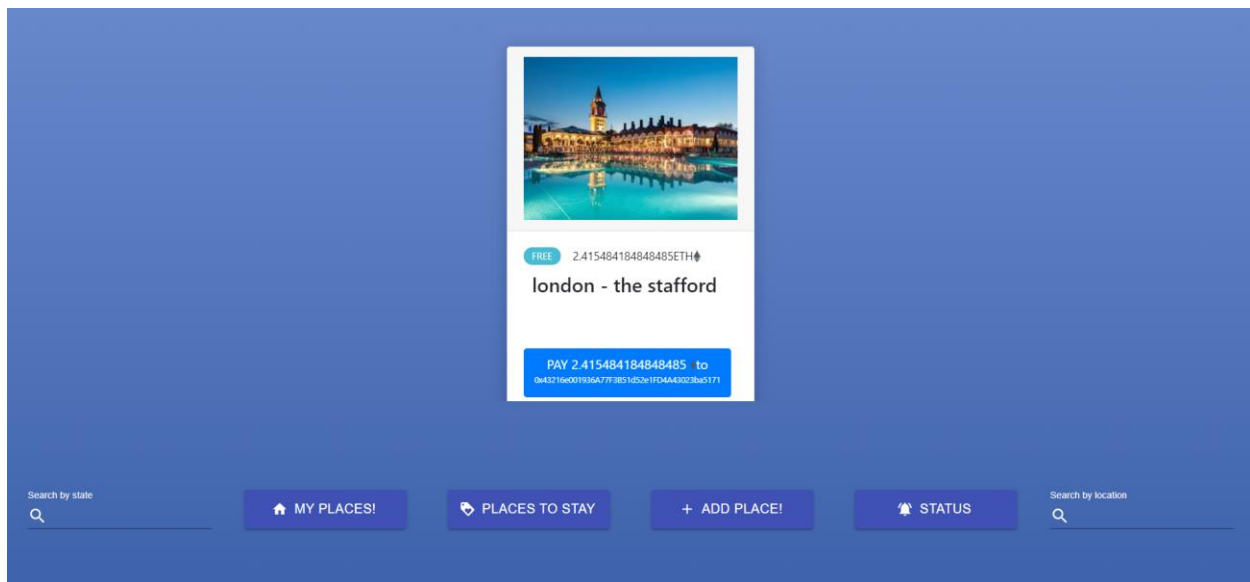 FREE 2.415484184848485ETH
london - the stafford
PAY 2.415484184848485 to
0x43216e001936A77F3B51d52e1FD4A43023ba5171
Search by state
MY PLACES!
PLACES TO STAY
+ ADD PLACE!
STATUS
Search by location